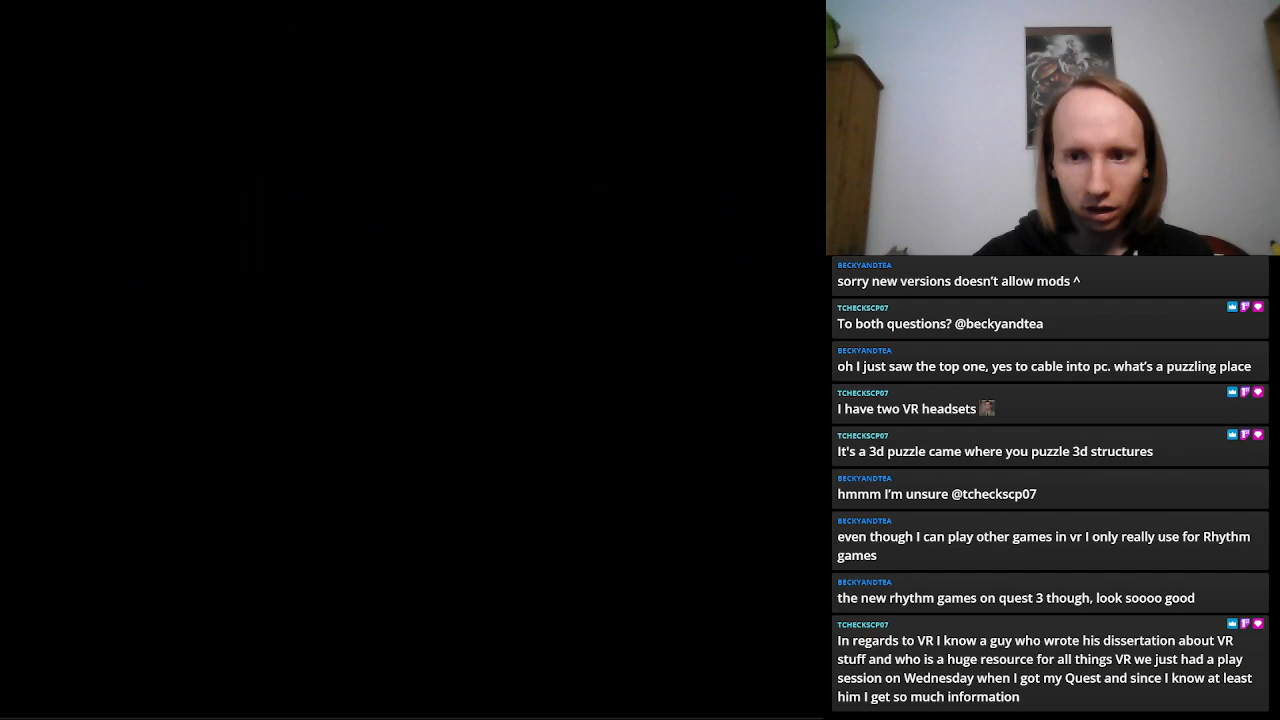 BECKYANDTEA
sorry new versions doesn't allow mods ^
TCHECKSCP07
To both questions? @beckyandtea
BECKYANDTEA
oh I just saw the top one, yes to cable into pc. what's a puzzling place
TCHECKSCP07
I have two VR headsets
TCHECKSCP07
It's a 3d puzzle came where you puzzle 3d structures
BECKYANDTEA
hmmm I'm unsure @tcheckscp07
BECKYANDTEA
even though I can play other games in vr I only really use for Rhythm
games
BECKYANDTEA
the new rhythm games on quest 3 though, look soooo good
TCHECKSCP07
In regards to VR I know a guy who wrote his dissertation about VR
stuff and who is a huge resource for all things VR we just had a play
session on Wednesday when I got my Quest and since I know at least
him I get so much information